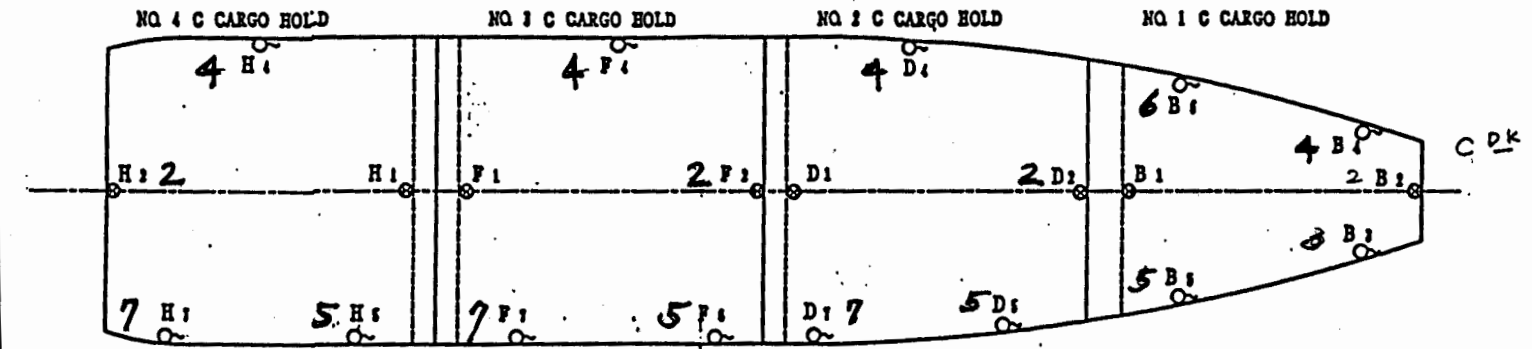 NO. 4 C CARGO HOLD NO. 3 C CARGO HOLD NO. 2 C CARGO HOLD NO. 1 C CARGO HOLD
4 H4 4 F4 4 D4 6 B6
4 B4 C DK
H2 2 H1 F1 2 F2 D1 2 D2 B1 2 B2
3 B3
7 H7 5 H5 7 F7 5 F5 D7 7 5 D5 5 B5